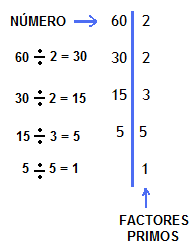 NÚMERO → 60 | 2
60 ÷ 2 = 30 30 | 2
30 ÷ 2 = 15 15 | 3
15 ÷ 3 = 5 5 | 5
5 ÷ 5 = 1 1
FACTORES
PRIMOS